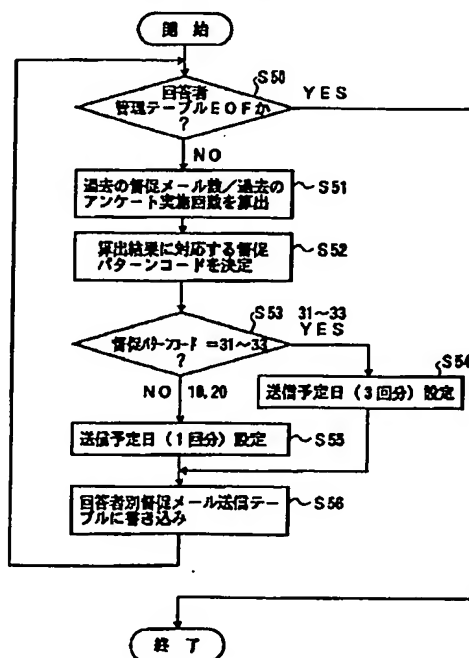 開始
S50
回答者
管理テーブルEOFか
?
YES
NO
過去の督促メール数/過去の
アンケート実施回数を算出
S51
算出結果に対応する督促
パターンコードを決定
S52
S53
31~33
YES
督促パターンコード=31~33
?
NO 10,20
S54
送信予定日(3回分)設定
送信予定日(1回分)設定
S55
回答者別督促メール送信テー
ブルに書き込み
S56
終了